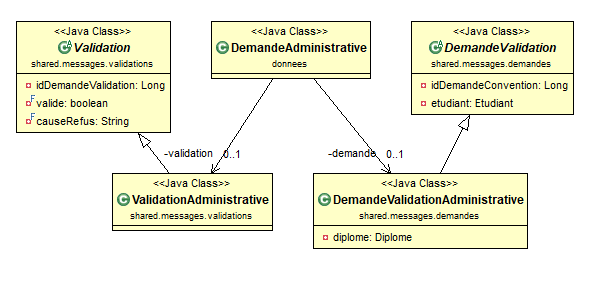 <<Java Class>>
Validation
shared.messages.validations
idDemandeValidation: Long
valide: boolean
causeRefus: String
<<Java Class>>
DemandeAdministrative
donnees
<<Java Class>>
DemandeValidation
shared.messages.demandes
idDemandeConvention: Long
etudiant: Etudiant
-validation 0..1
-demande 0..1
<<Java Class>>
ValidationAdministrative
shared.messages.validations
<<Java Class>>
DemandeValidationAdministrative
shared.messages.demandes
diplome: Diplome